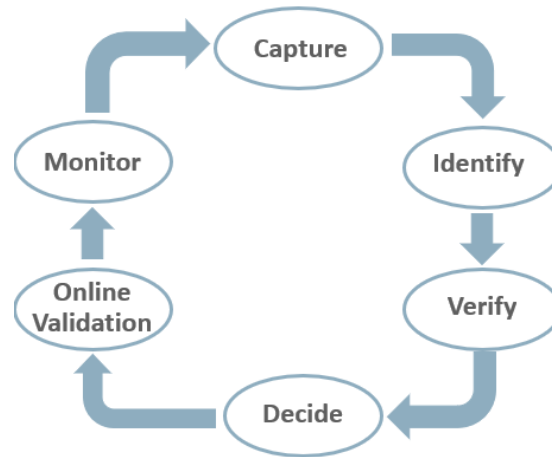 Capture
Identify
Verify
Decide
Online
Validation
Monitor